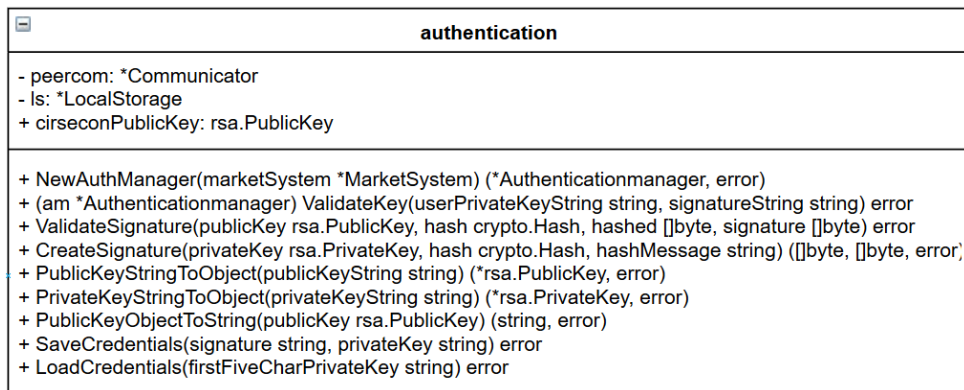 authentication
- peercom: *Communicator
- ls: *LocalStorage
+ cirseconPublicKey: rsa.PublicKey
+ NewAuthManager(marketSystem *MarketSystem) (*Authenticationmanager, error)
+ (am *Authenticationmanager) ValidateKey(userPrivateKeyString string, signatureString string) error
+ ValidateSignature(publicKey rsa.PublicKey, hash crypto.Hash, hashed []byte, signature []byte) error
+ CreateSignature(privateKey rsa.PrivateKey, hash crypto.Hash, hashMessage string) ([]byte, []byte, error)
+ PublicKeyStringToObject(publicKeyString string) (*rsa.PublicKey, error)
+ PrivateKeyStringToObject(privateKeyString string) (*rsa.PrivateKey, error)
+ PublicKeyObjectToString(publicKey rsa.PublicKey) (string, error)
+ SaveCredentials(signature string, privateKey string) error
+ LoadCredentials(firstFiveCharPrivateKey string) error